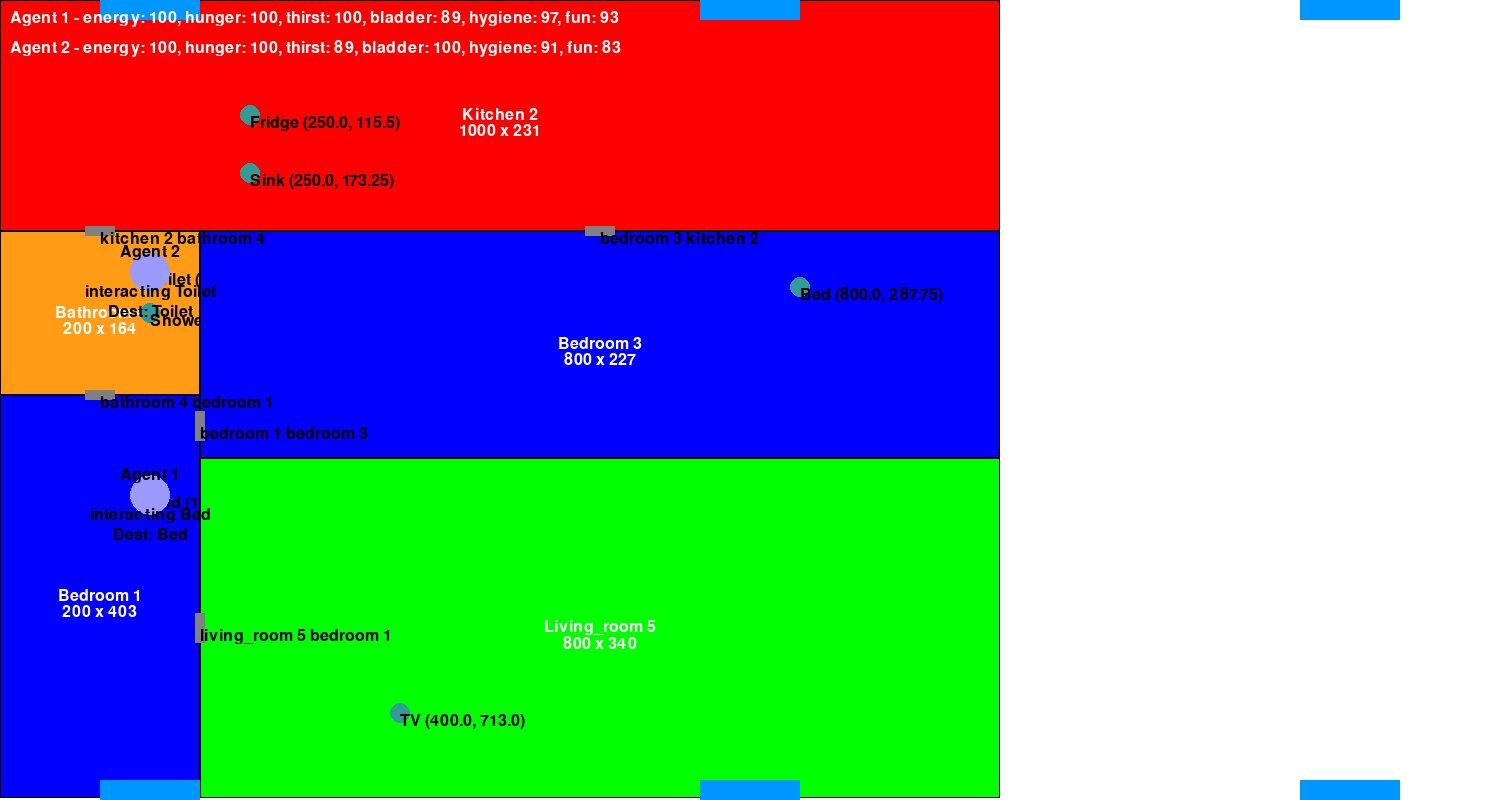 Agent 1 - energy: 100, hunger: 100, thirst: 100, bladder: 89, hygiene: 97, fun: 93
Agent 2 - energy: 100, hunger: 100, thirst: 89, bladder: 100, hygiene: 91, fun: 83
Kitchen 2
1000 x 231
Fridge (250.0, 115.5)
Sink (250.0, 173.25)
kitchen 2 bathroom 4
bedroom 3 kitchen 2
Agent 2
ilet (
interacting Toilet
Dest: Toilet
Showe
200 x 164
Bed (800.0, 287.75)
Bedroom 3
800 x 227
bathroom 4 bedroom 1
bedroom 1 bedroom 3
Agent 1
ed (1
interacting Bed
Dest: Bed
Bedroom 1
200 x 403
living_room 5 bedroom 1
Living_room 5
800 x 340
TV (400.0, 713.0)